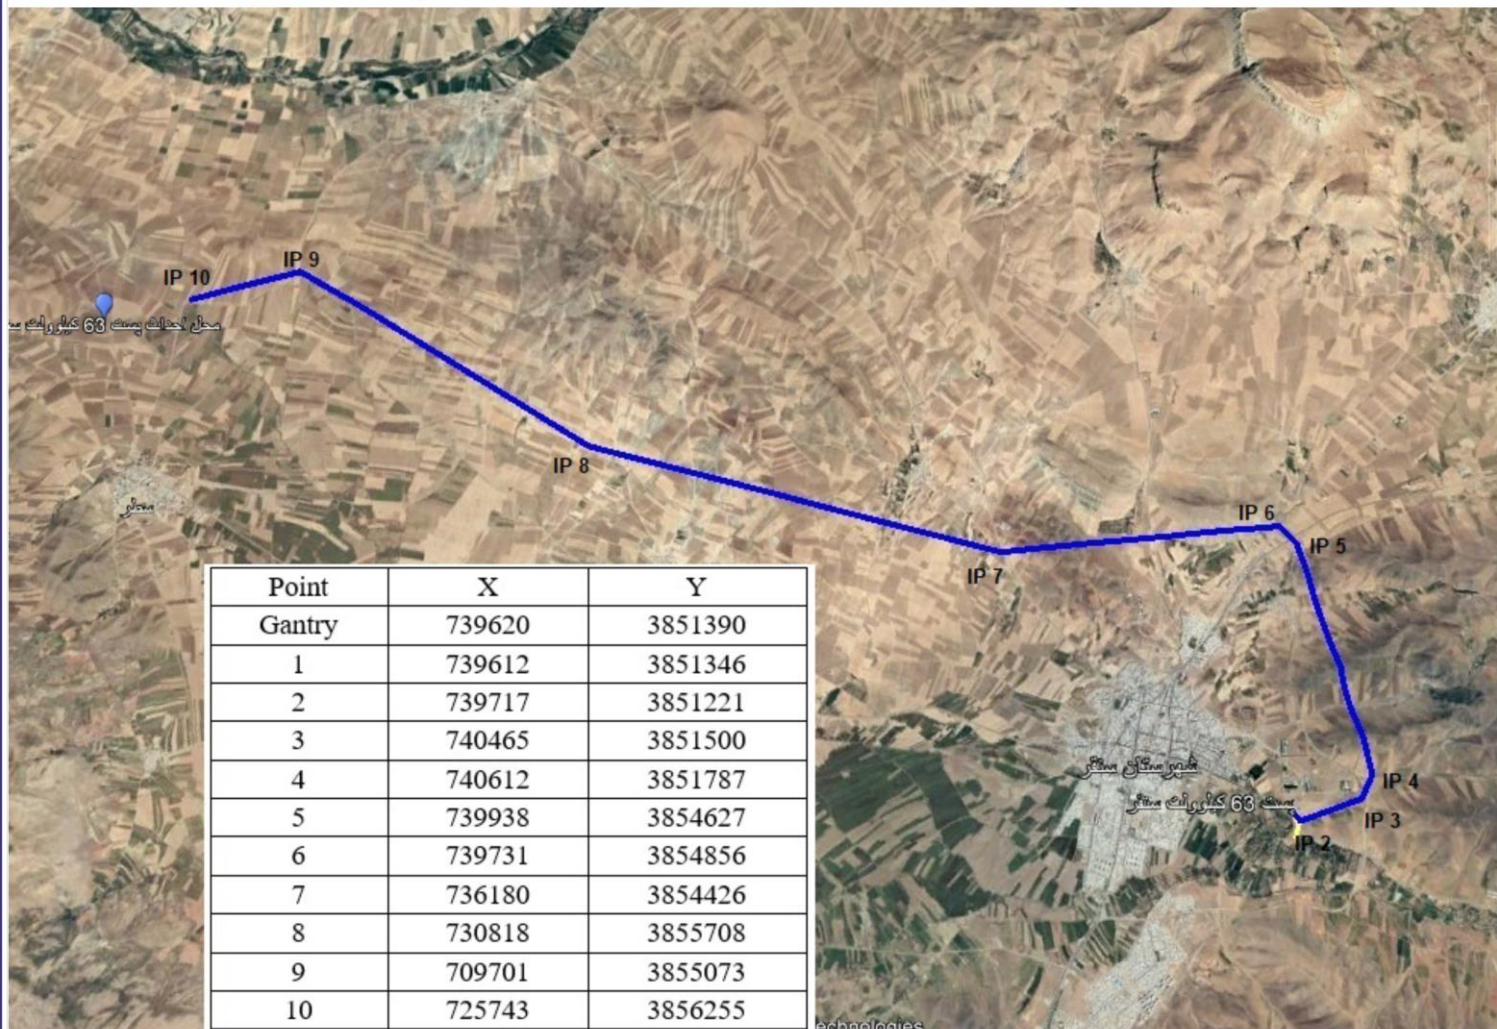 IP 9
IP 10
محل احداث پست 63 کیلوولت س
IP 8
سطر
IP 6
IP 5
IP 7
Point X Y
Gantry 739620 3851390
1 739612 3851346
2 739717 3851221
3 740465 3851500
4 740612 3851787
5 739938 3854627
6 739731 3854856
7 736180 3854426
8 730818 3855708
9 709701 3855073
10 725743 3856255
شهرستان سنقر
IP 4
پست 63 کیلوولت سنقر
IP 3
IP 2
echnologies